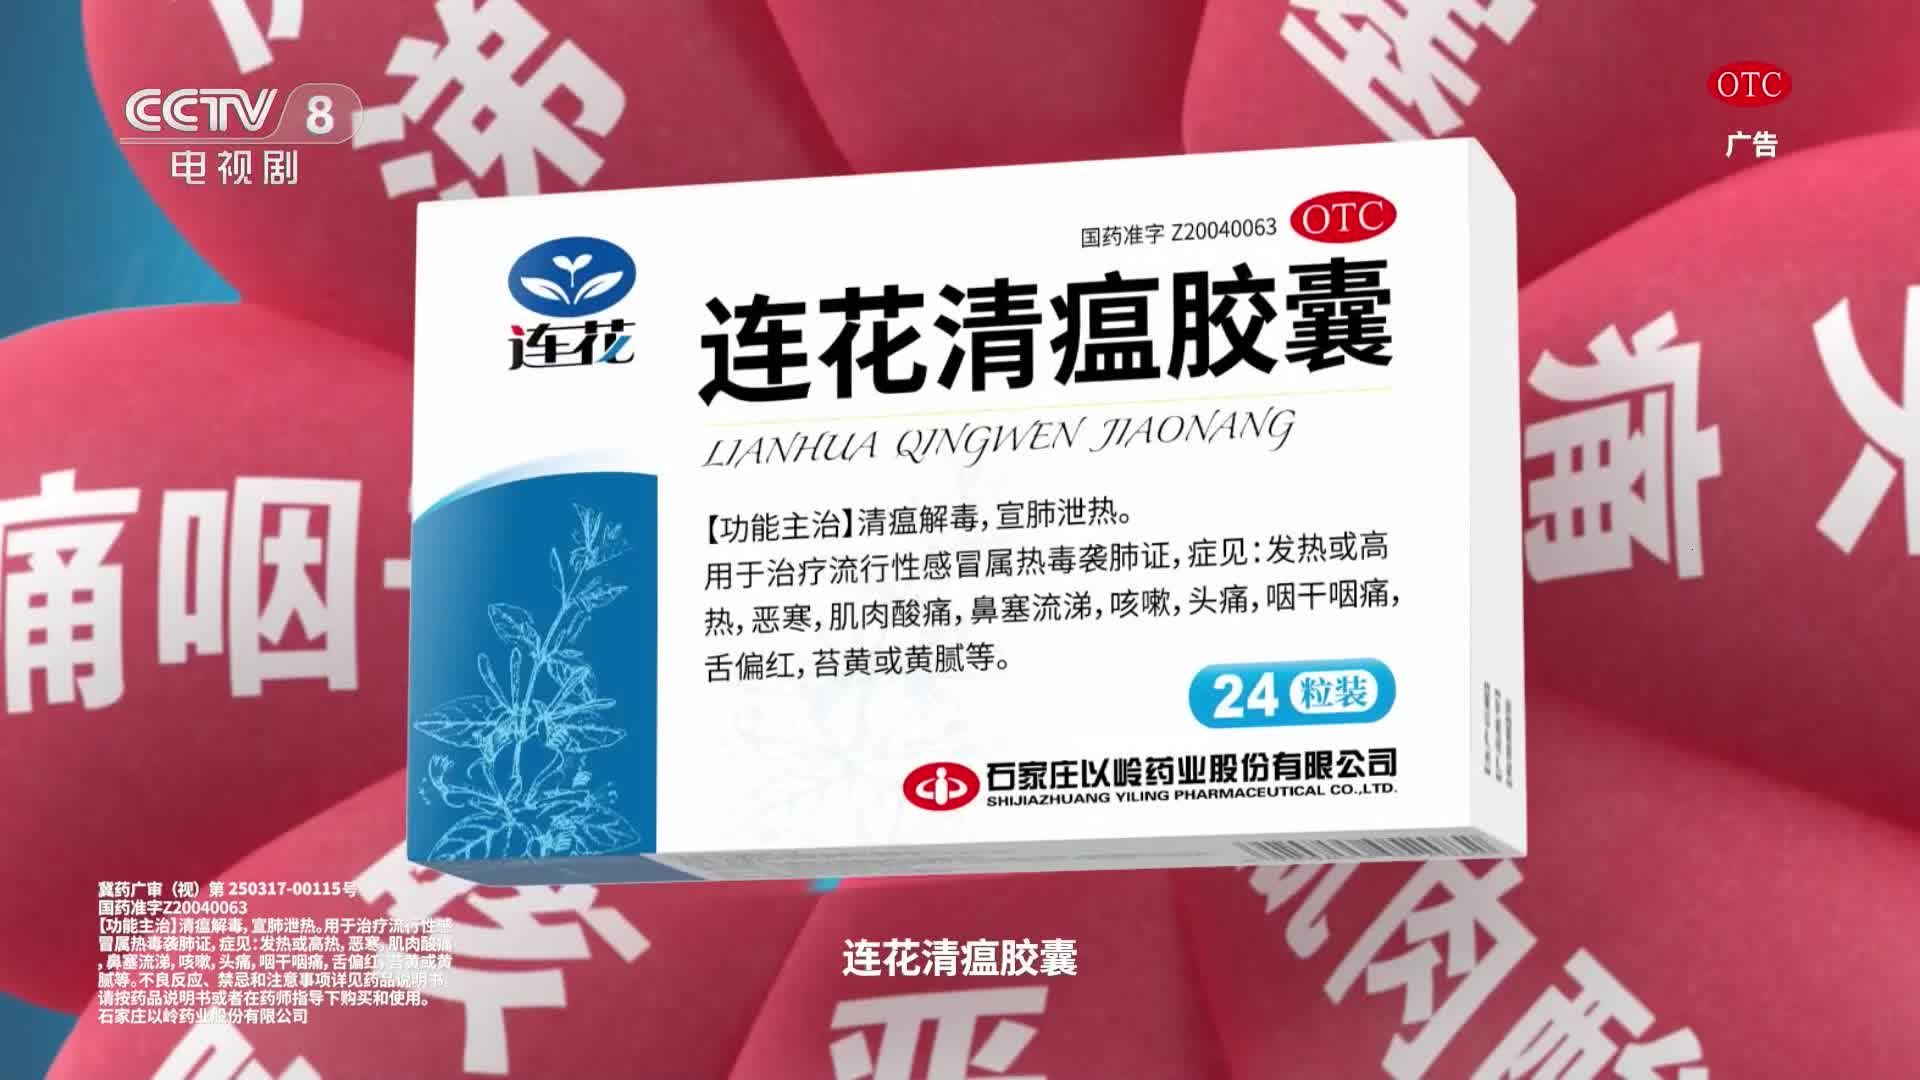 CCTV 8
电视剧
OTC
广告
国药准字 Z20040063 OTC
连花
连花清瘟胶囊
LIANHUA QINGWEN JIAONANG
【功能主治】清瘟解毒，宣肺泄热。
用于治疗流行性感冒属热毒袭肺证，症见：发热或高
热，恶寒，肌肉酸痛，鼻塞流涕，咳嗽，头痛，咽干咽痛，
舌偏红，苔黄或黄腻等。
24粒装
石家庄以岭药业股份有限公司
SHIJIAZHUANG YILING PHARMACEUTICAL CO.,LTD.
涕
痛咽
痛
恶
肉酸
冀药广审（视）第 250317-00115号
国药准字Z20040063
【功能主治】清瘟解毒，宣肺泄热。用于治疗流行性感
冒属热毒袭肺证，症见：发热或高热，恶寒，肌肉酸痛
，鼻塞流涕，咳嗽，头痛，咽干咽痛，舌偏红，苔黄或黄
腻等。不良反应、禁忌和注意事项详见药品说明书。
请按药品说明书或者在药师指导下购买和使用。
石家庄以岭药业股份有限公司
连花清瘟胶囊